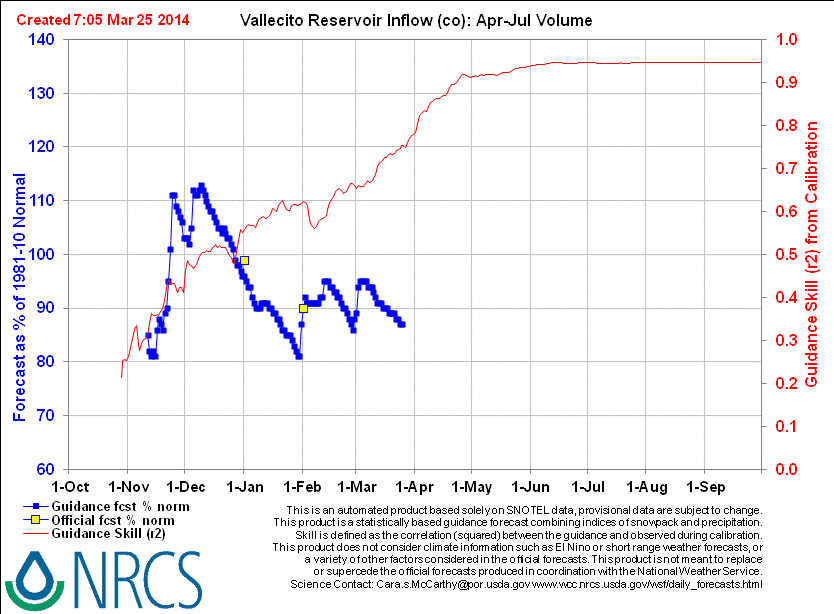 Created 7:05 Mar 25 2014
Vallecito Reservoir Inflow (co): Apr-Jul Volume
140
130
120
110
100
90
80
70
60
Forecast as % of 1981-10 Normal
1.0
0.9
0.8
0.7
0.6
0.5
0.4
0.3
0.2
0.1
0.0
Guidance Skill (r2) from Calibration
1-Oct 1-Nov 1-Dec 1-Jan 1-Feb 1-Mar 1-Apr 1-May 1-Jun 1-Jul 1-Aug 1-Sep
Guidance fcst % norm
Official fcst % norm
Guidance Skill (r2)
This is an automated product based solely on SNOTEL data, provisional data are subject to change.
This product is a statistically based guidance forecast combining indices of snowpack and precipitation.
Skill is defined as the correlation (squared) between the guidance and observed during calibration.
This product does not consider climate information such as El Nino or short range weather forecasts, or
a variety of other factors considered in the official forecasts. This product is not meant to replace
or supercede the official forecasts produced in coordination with the National Weather Service.
Science Contact: Cara.s.McCarthy@por.usda.gov www.wcc.nrcs.usda.gov/wsf/daily_forecasts.html
NRCS